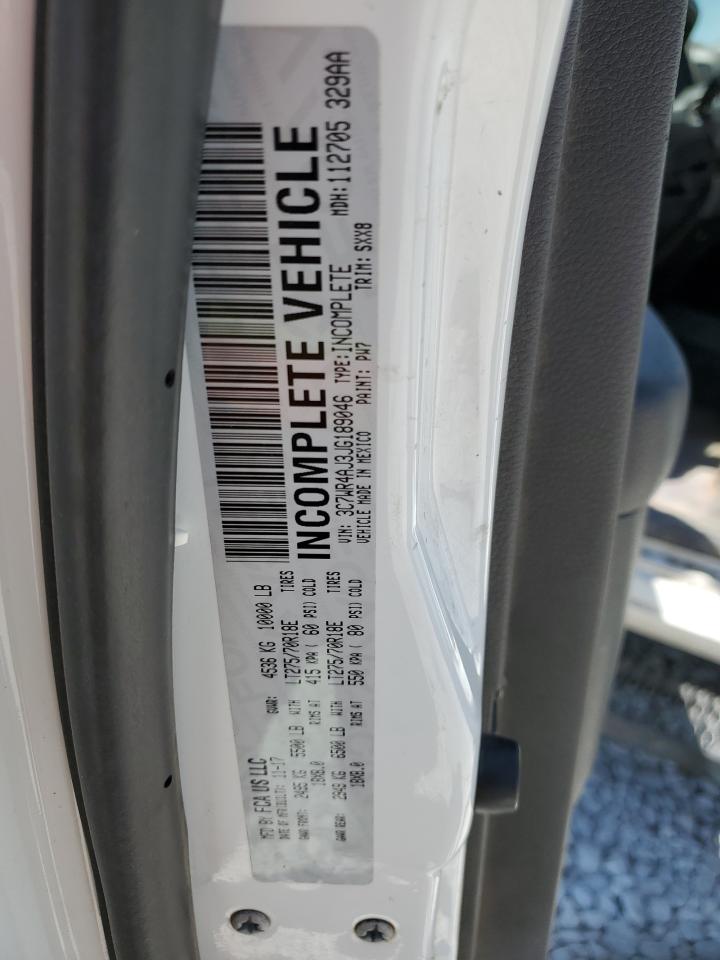 MFD BY FCA US LLC
DATE OF MFR: 11-17 GVWR: 4536 KG 10000 LB
GAWR FRONT: 2495 KG 5500 LB WITH LT275/70R18E TIRES
18X8.0 RIMS AT 415 KPA( 60 PSI) COLD
GAWR REAR: 2949 KG 6500 LB WITH LT275/70R18E TIRES
18X8.0 RIMS AT 550 KPA( 80 PSI) COLD
INCOMPLETE VEHICLE
VIN: 3C7WR4AJ3JG189046 TYPE:INCOMPLETE MDH:112705 329AA
VEHICLE MADE IN MEXICO PAINT: PW7 TRIM: SXX8